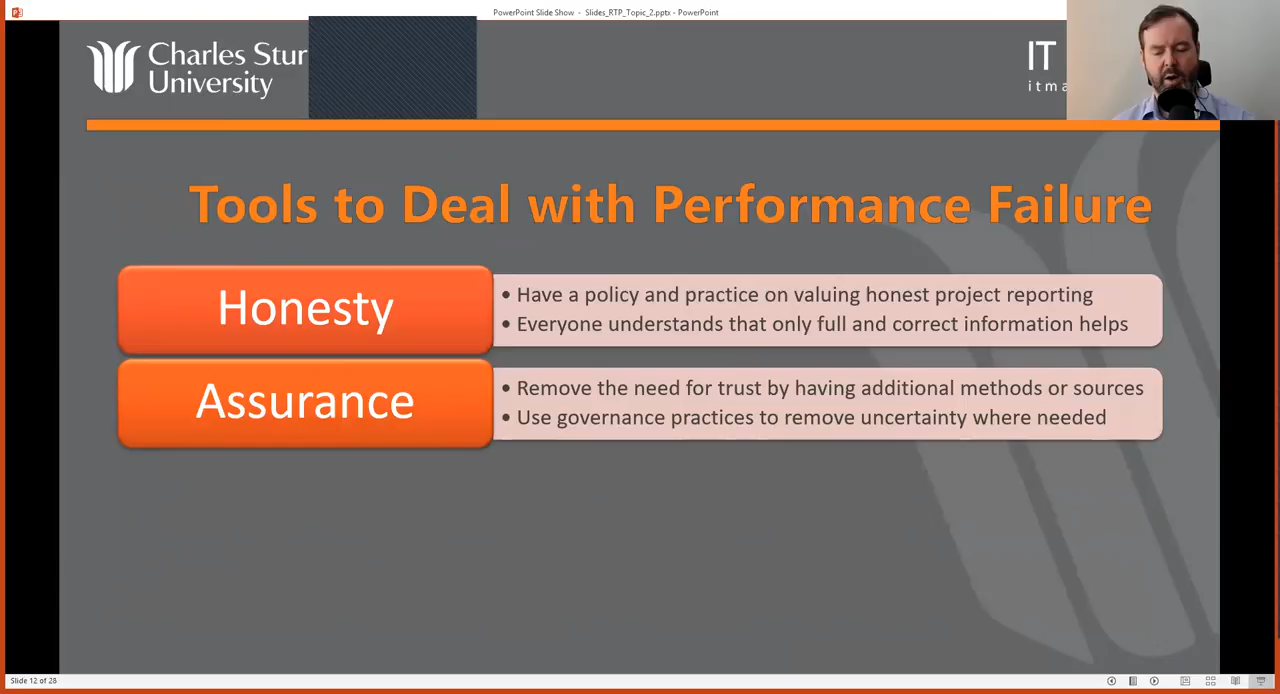 PowerPoint Slide Show - Slides_RTP_Topic_2.pptx - PowerPoint
Charles Stur
University
IT
itma
Tools to Deal with Performance Failure
Honesty
• Have a policy and practice on valuing honest project reporting
• Everyone understands that only full and correct information helps
Assurance
• Remove the need for trust by having additional methods or sources
• Use governance practices to remove uncertainty where needed
Slide 12 of 28